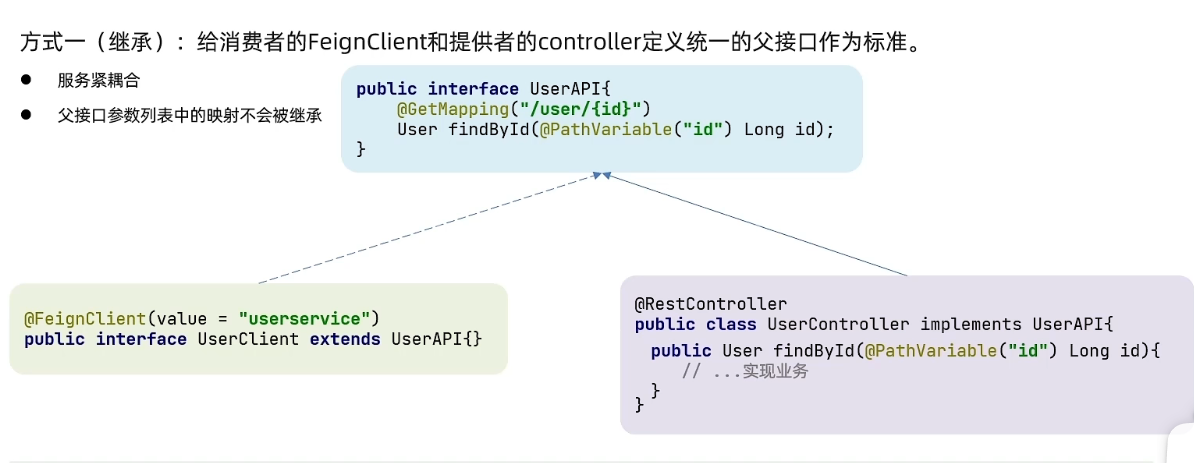 方式一（继承）：给消费者的FeignClient和提供者的controller定义统一的父接口作为标准。
● 服务紧耦合
● 父接口参数列表中的映射不会被继承
public interface UserAPI{
    @GetMapping("/user/{id}")
    User findById(@PathVariable("id") Long id);
}
@FeignClient(value = "userservice")
public interface UserClient extends UserAPI{}
@RestController
public class UserController implements UserAPI{
  public User findById(@PathVariable("id") Long id){
     // ...实现业务
  }
}